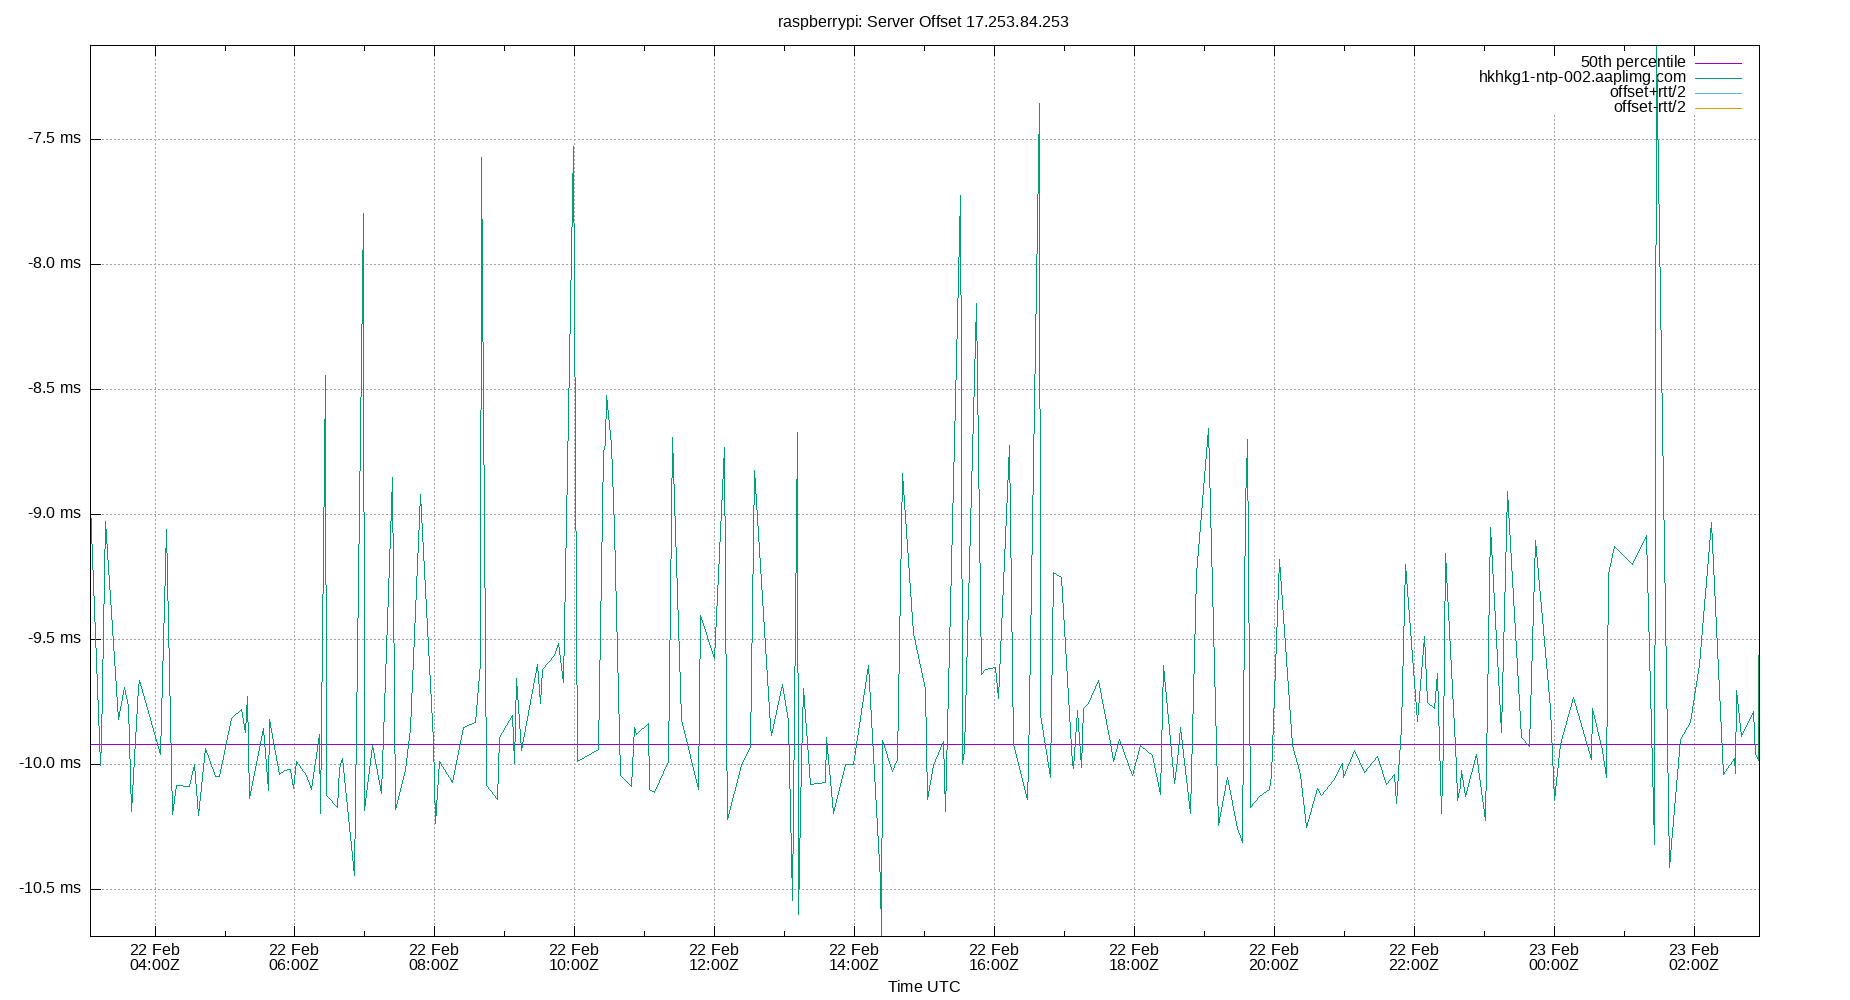 raspberrypi: Server Offset 17.253.84.253
50th percentile
hkhkg1-ntp-002.aaplimg.com
offset+rtt/2
offset-rtt/2
-7.5 ms
-8.0 ms
-8.5 ms
-9.0 ms
-9.5 ms
-10.0 ms
-10.5 ms
22 Feb 22 Feb 22 Feb 22 Feb 22 Feb 22 Feb 22 Feb 22 Feb 22 Feb 22 Feb 23 Feb 23 Feb
04:00Z 06:00Z 08:00Z 10:00Z 12:00Z 14:00Z 16:00Z 18:00Z 20:00Z 22:00Z 00:00Z 02:00Z
Time UTC